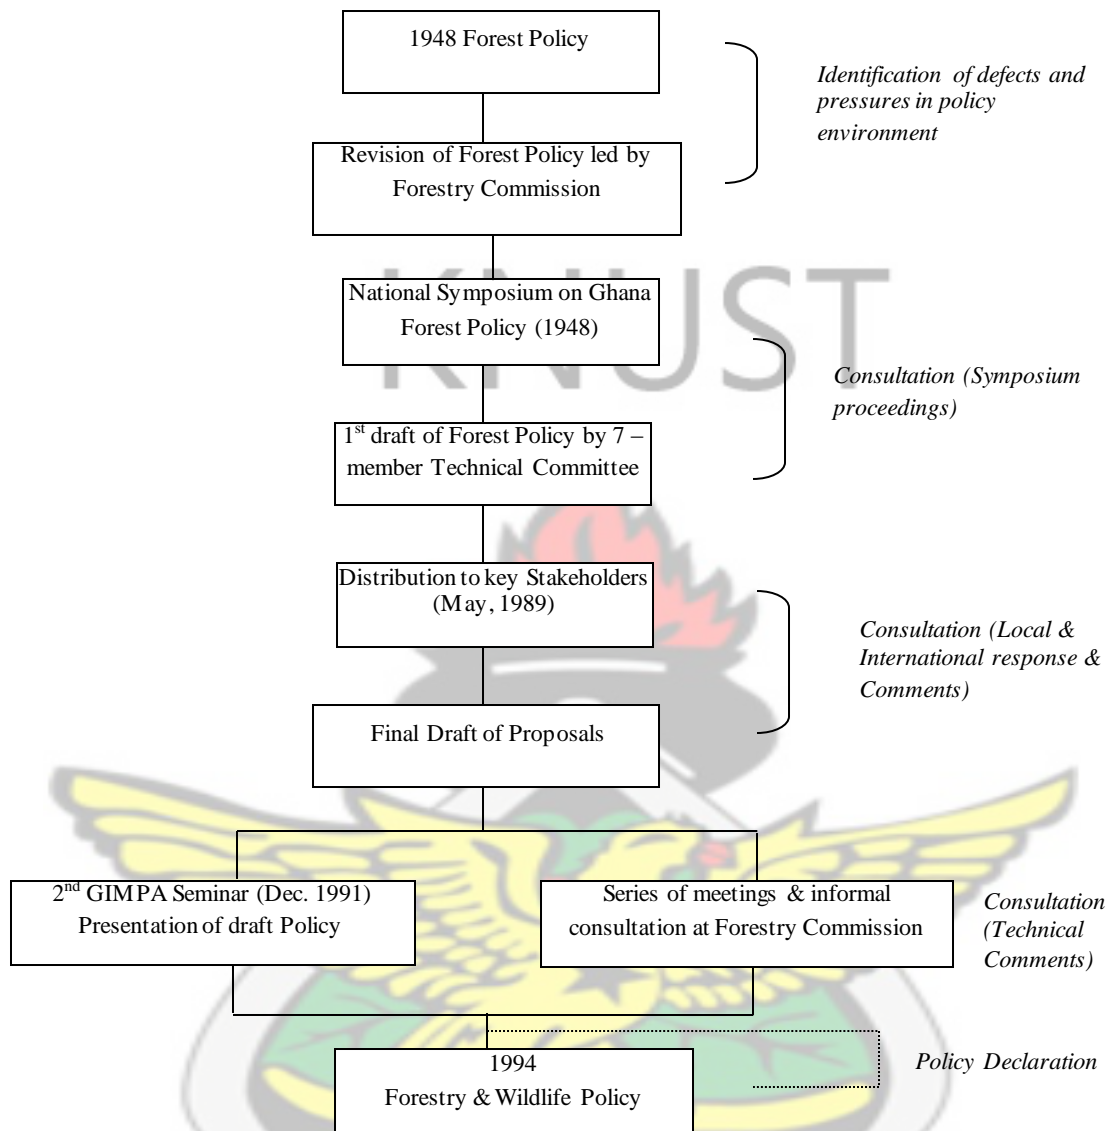 1948 Forest Policy
Identification of defects and
pressures in policy
environment
Revision of Forest Policy led by
Forestry Commission
KNUST
National Symposium on Ghana
Forest Policy (1948)
Consultation (Symposium
proceedings)
1st draft of Forest Policy by 7 –
member Technical Committee
Distribution to key Stakeholders
(May, 1989)
Consultation (Local &
International response &
Comments)
Final Draft of Proposals
2nd GIMPA Seminar (Dec. 1991)
Presentation of draft Policy
Series of meetings & informal
consultation at Forestry Commission
Consultation
(Technical
Comments)
Policy Declaration
1994
Forestry & Wildlife Policy